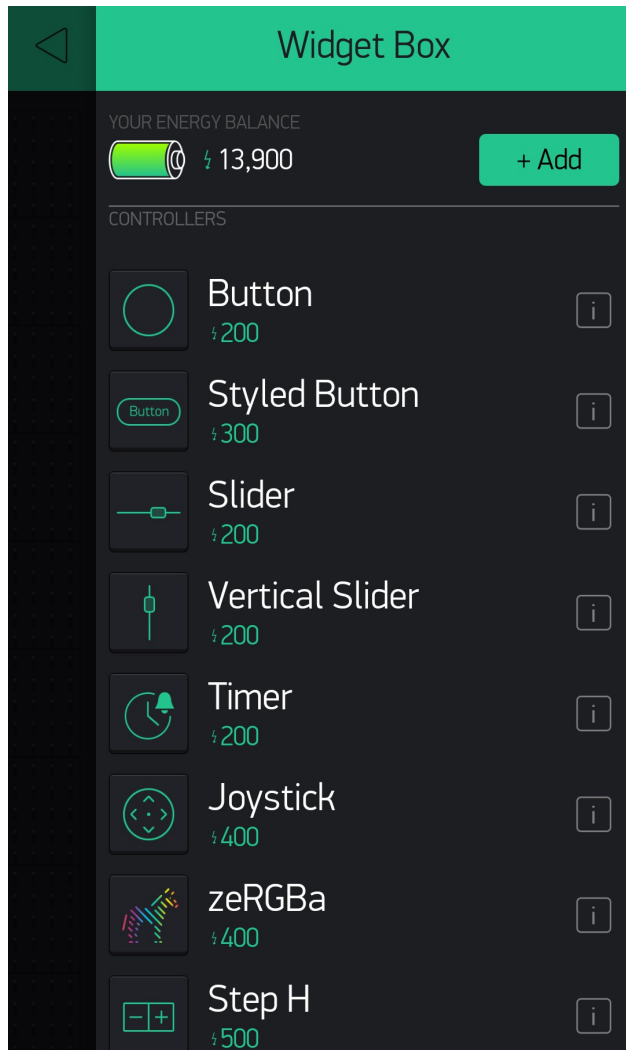 Widget Box
YOUR ENERGY BALANCE
13,900
+ Add
CONTROLLERS
Button
200
i
Button
Styled Button
300
i
Slider
200
i
Vertical Slider
200
i
Timer
200
i
Joystick
400
i
zeRGBa
400
i
Step H
500
i